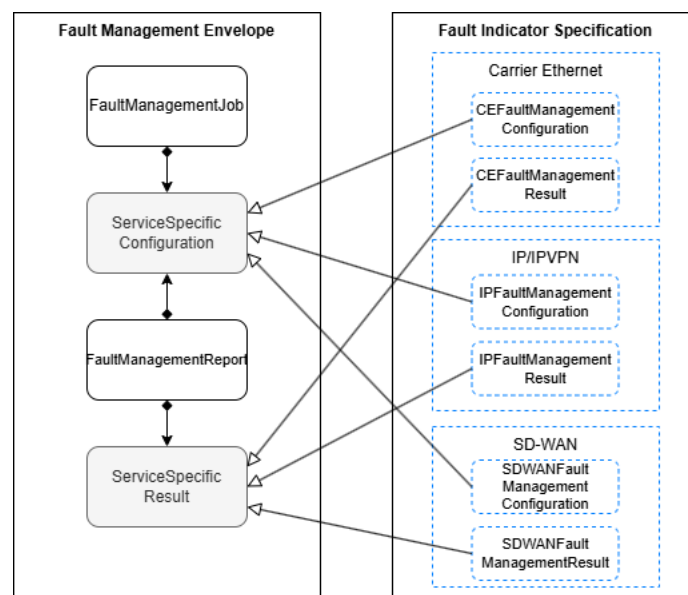 Fault Management Envelope
FaultManagementJob
ServiceSpecific
Configuration
FaultManagementReport
ServiceSpecific
Result
Fault Indicator Specification
Carrier Ethernet
CEFaultManagement
Configuration
CEFaultManagement
Result
IP/IPVPN
IPFaultManagement
Configuration
IPFaultManagement
Result
SD-WAN
SDWANFault
Management
Configuration
SDWANFault
ManagementResult